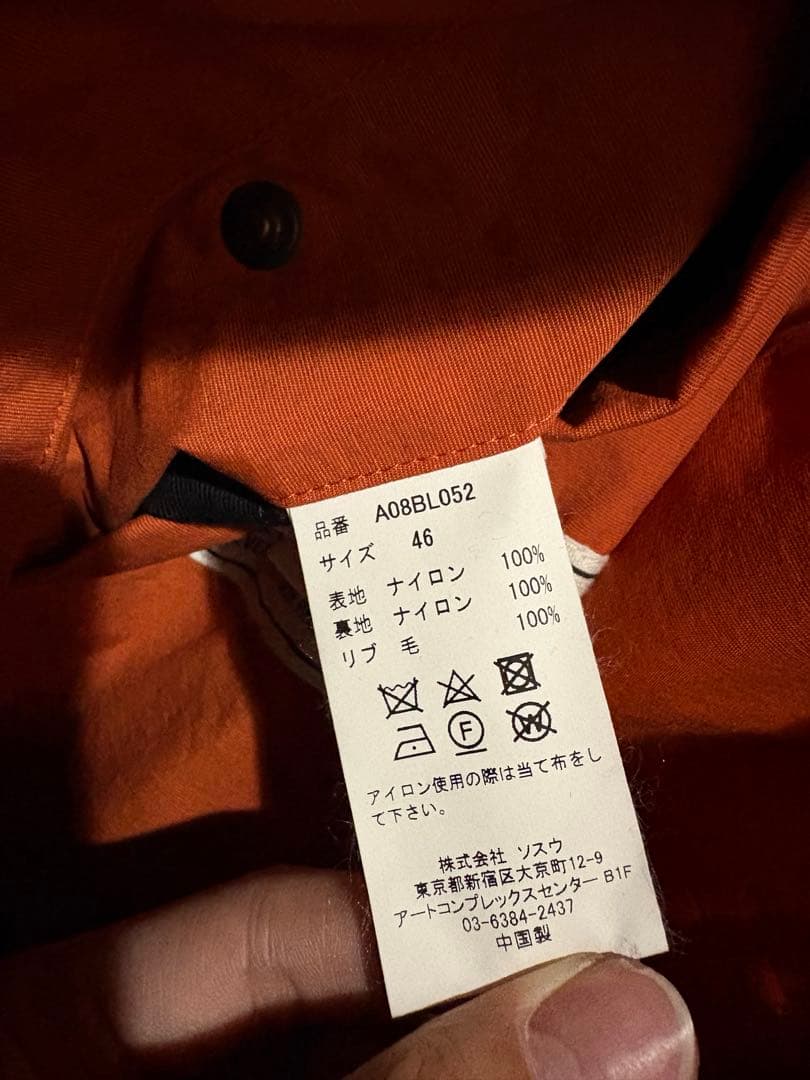 品番 A08BL052
サイズ 46
表地 ナイロン 100%
裏地 ナイロン 100%
リブ 毛 100%
F
W
アイロン使用の際は当て布をし
て下さい。
株式会社 ソスウ
東京都新宿区大京町12-9
アートコンプレックスセンター B1F
03-6384-2437
中国製